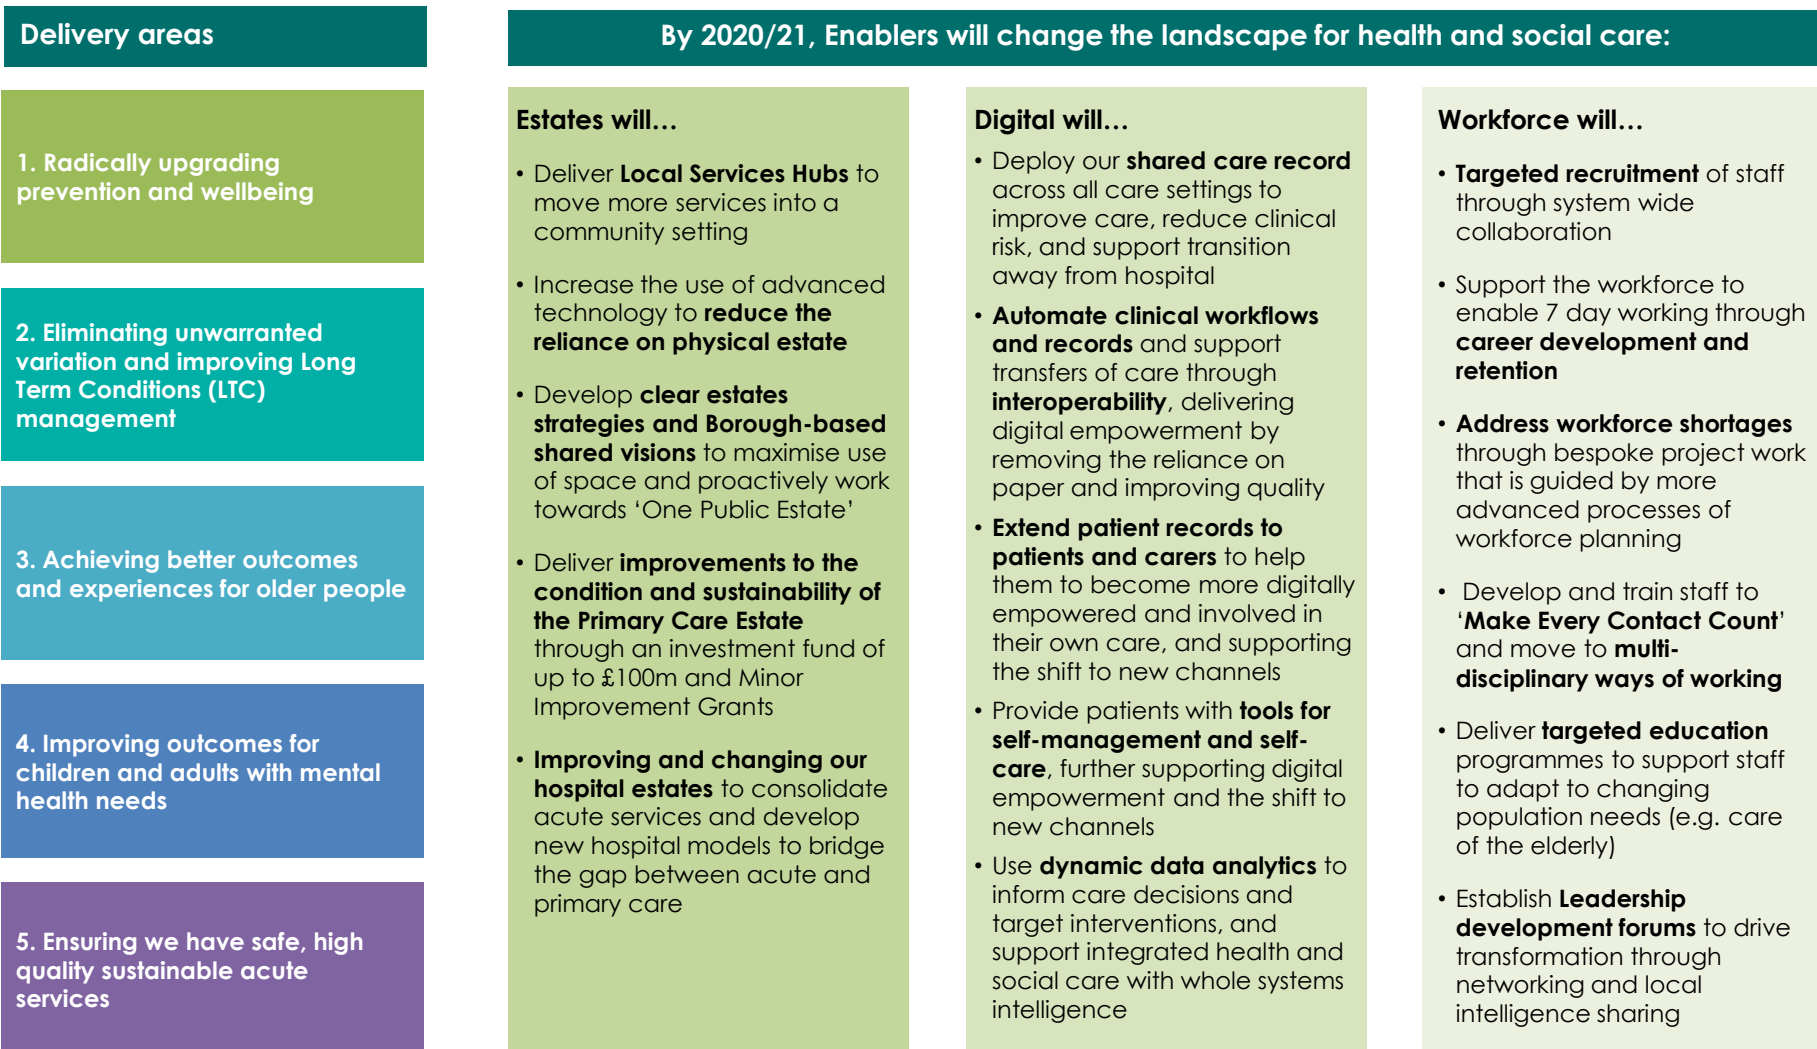 Delivery areas
1. Radically upgrading
prevention and wellbeing
2. Eliminating unwarranted
variation and improving Long
Term Conditions (LTC)
management
3. Achieving better outcomes
and experiences for older people
4. Improving outcomes for
children and adults with mental
health needs
5. Ensuring we have safe, high
quality sustainable acute
services
By 2020/21, Enablers will change the landscape for health and social care:
Estates will…
• Deliver Local Services Hubs to
move more services into a
community setting
• Increase the use of advanced
technology to reduce the
reliance on physical estate
• Develop clear estates
strategies and Borough-based
shared visions to maximise use
of space and proactively work
towards ‘One Public Estate’
• Deliver improvements to the
condition and sustainability of
the Primary Care Estate
through an investment fund of
up to £100m and Minor
Improvement Grants
• Improving and changing our
hospital estates to consolidate
acute services and develop
new hospital models to bridge
the gap between acute and
primary care
Digital will…
• Deploy our shared care record
across all care settings to
improve care, reduce clinical
risk, and support transition
away from hospital
• Automate clinical workflows
and records and support
transfers of care through
interoperability, delivering
digital empowerment by
removing the reliance on
paper and improving quality
• Extend patient records to
patients and carers to help
them to become more digitally
empowered and involved in
their own care, and supporting
the shift to new channels
• Provide patients with tools for
self-management and self-
care, further supporting digital
empowerment and the shift to
new channels
• Use dynamic data analytics to
inform care decisions and
target interventions, and
support integrated health and
social care with whole systems
intelligence
Workforce will…
• Targeted recruitment of staff
through system wide
collaboration
• Support the workforce to
enable 7 day working through
career development and
retention
• Address workforce shortages
through bespoke project work
that is guided by more
advanced processes of
workforce planning
• Develop and train staff to
‘Make Every Contact Count’
and move to multi-
disciplinary ways of working
• Deliver targeted education
programmes to support staff
to adapt to changing
population needs (e.g. care
of the elderly)
• Establish Leadership
development forums to drive
transformation through
networking and local
intelligence sharing